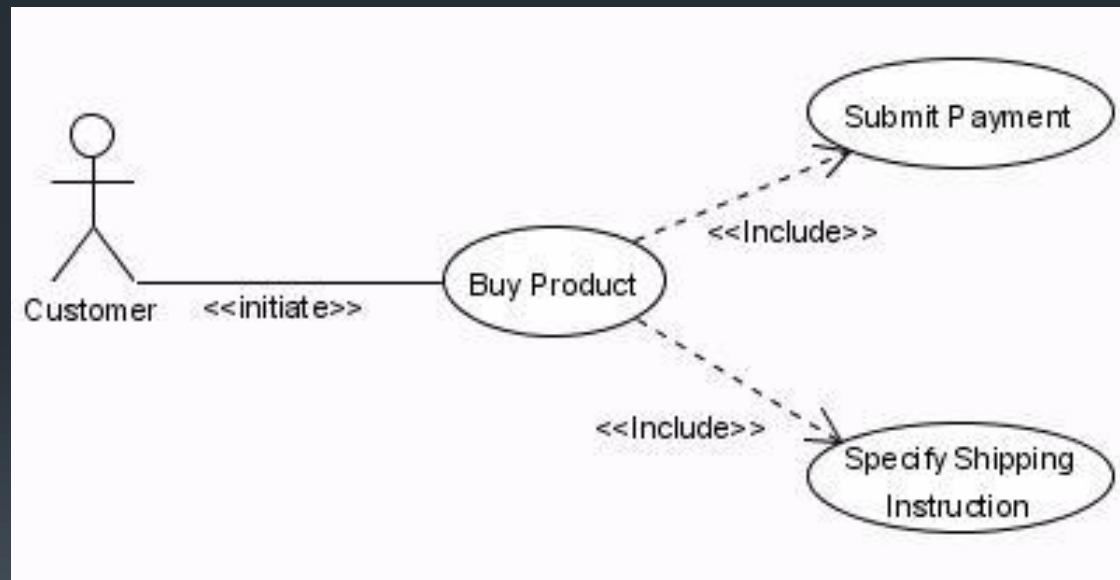 Submit Payment
<<Include>>
Buy Product
Customer
<<initiate>>
<<Include>>
Specify Shipping
Instruction